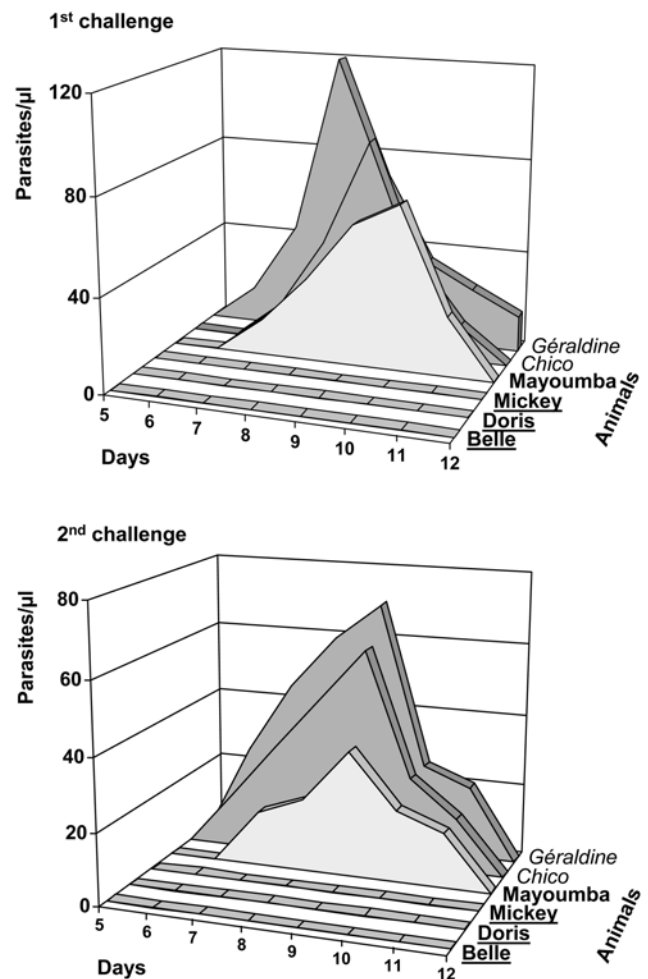 1st challenge
Parasites/µl
120
80
40
0
5
6
7
8
9
10
11
12
Days
Géraldine
Chico
Mayoumba
Mickey
Doris
Belle
Animals
2nd challenge
Parasites/µl
80
60
40
20
0
5
6
7
8
9
10
11
12
Days
Géraldine
Chico
Mayoumba
Mickey
Doris
Belle
Animals